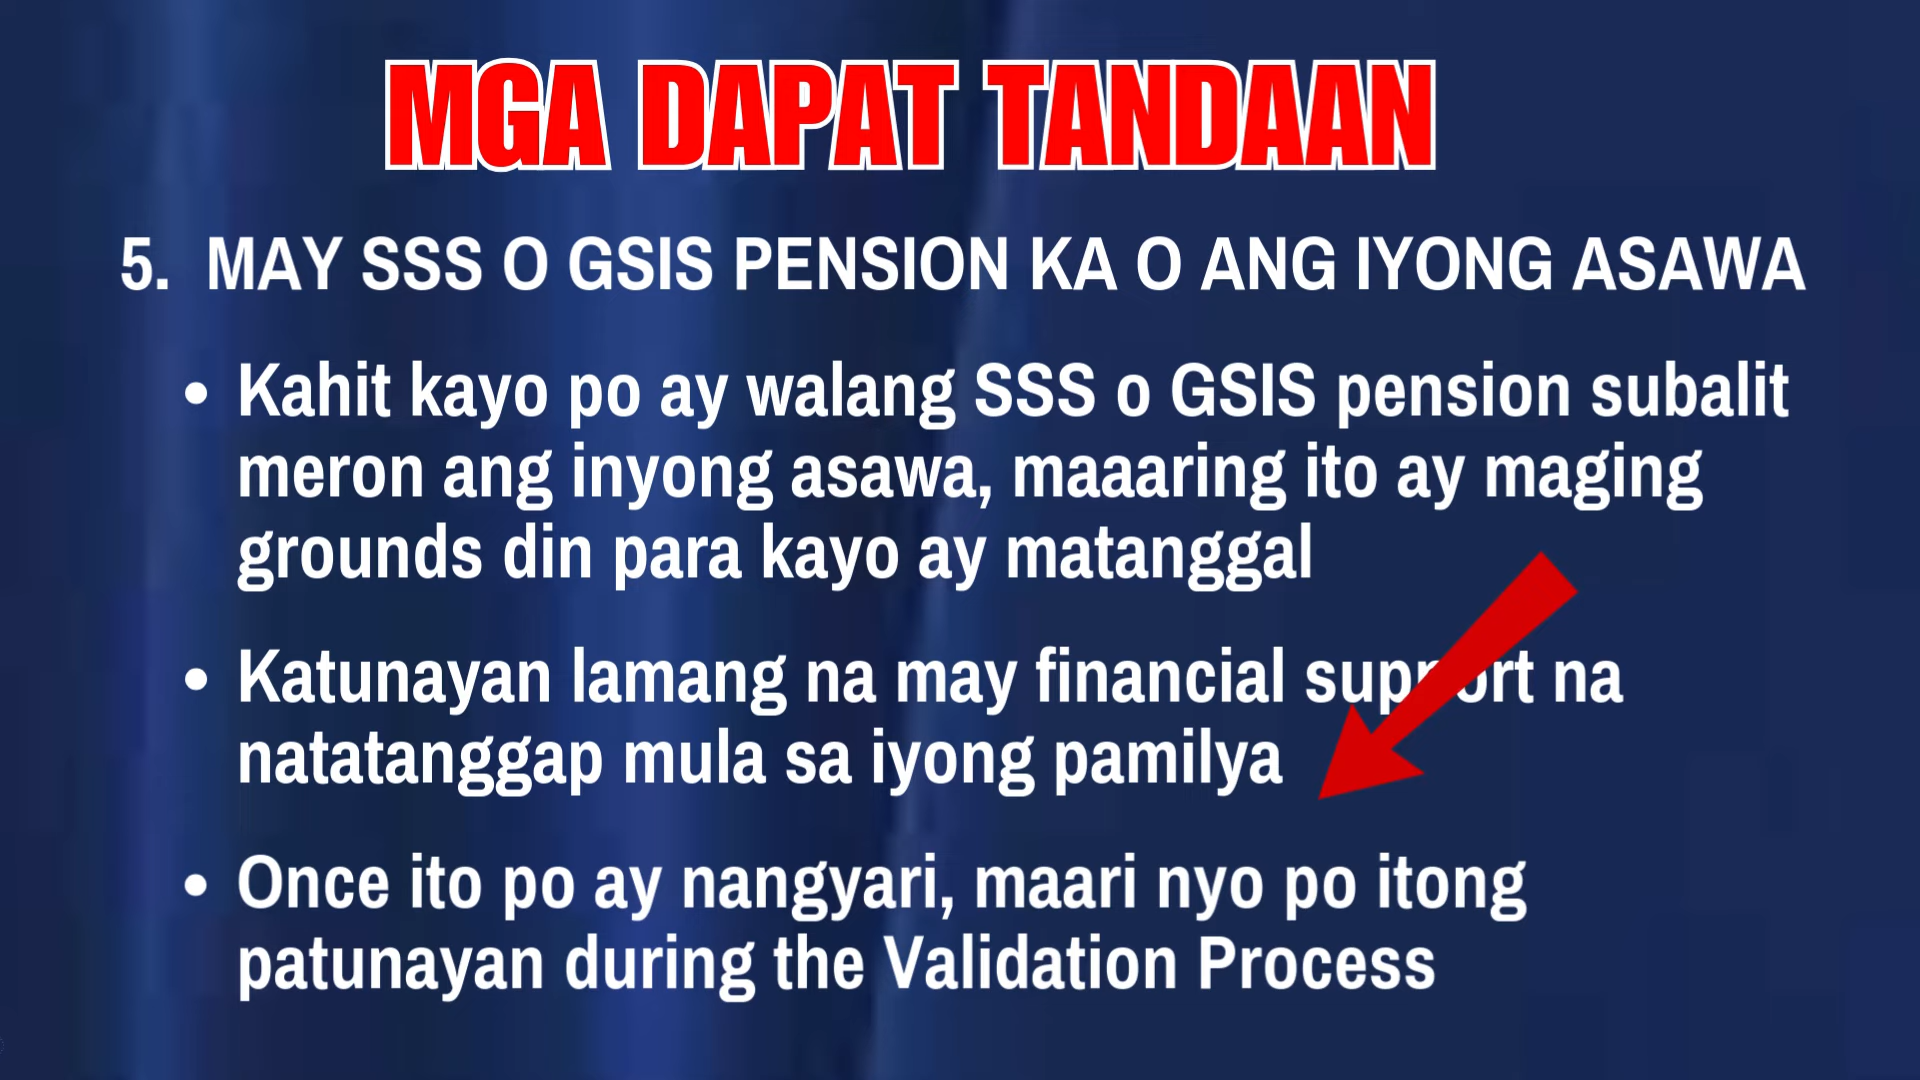 MGA DAPAT TANDAAN
5. MAY SSS O GSIS PENSION KA O ANG IYONG ASAWA
• Kahit kayo po ay walang SSS o GSIS pension subalit
meron ang inyong asawa, maaaring ito ay maging
grounds din para kayo ay matanggal
• Katunayan lamang na may financial support na
natatanggap mula sa iyong pamilya
• Once ito po ay nangyari, maari nyo po itong
patunayan during the Validation Process